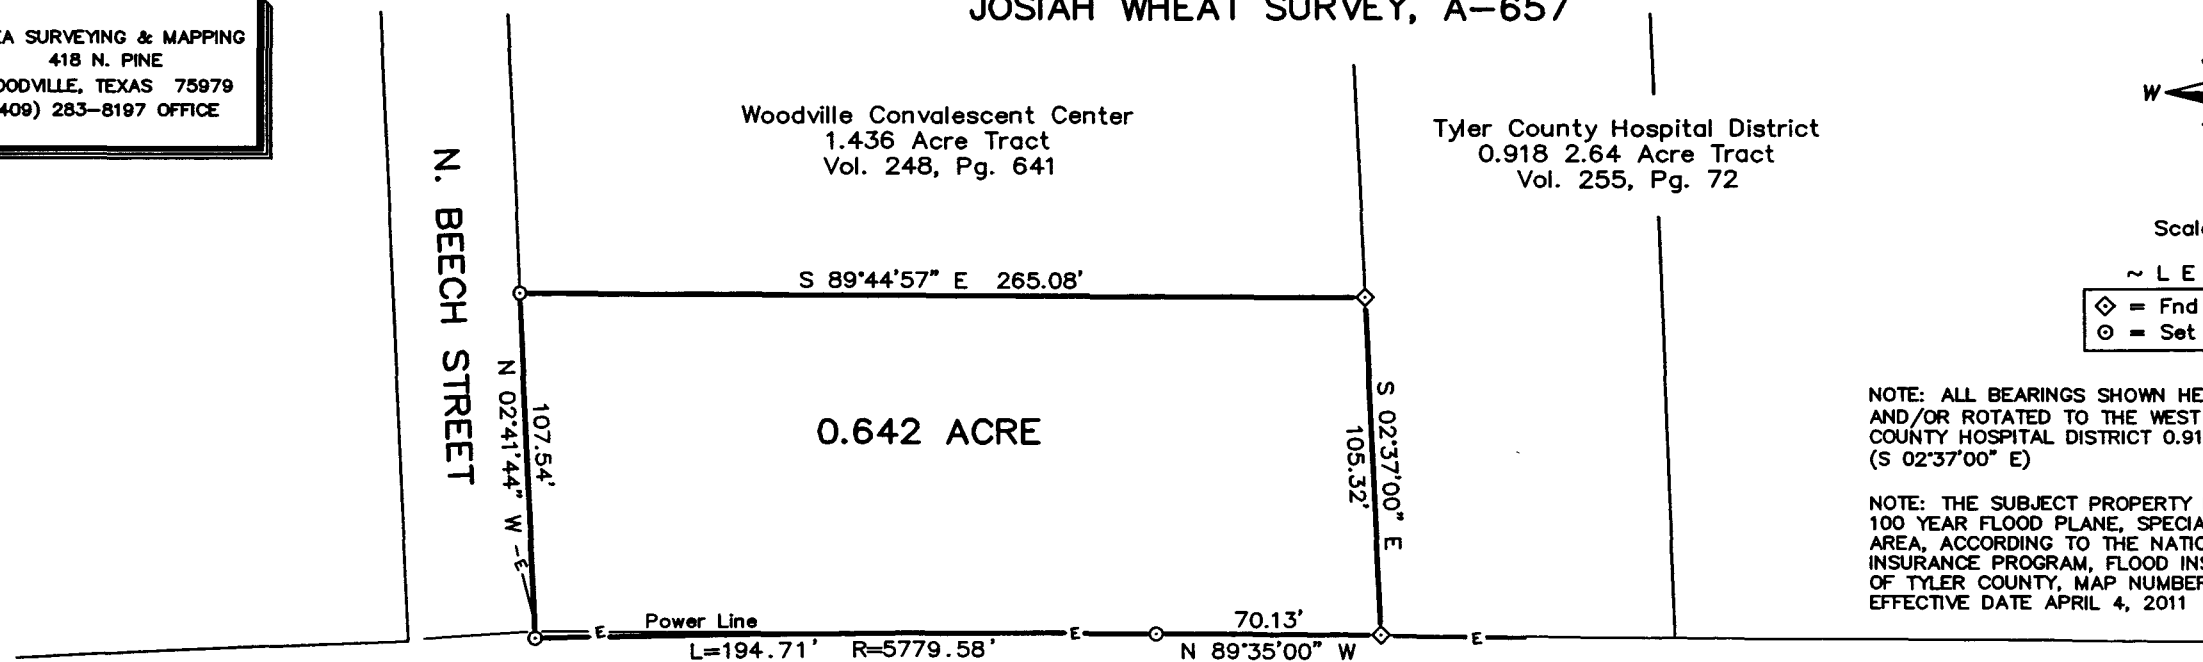 JOSIAH WHEAT SURVEY, A-657
SURVEYING & MAPPING
418 N. PINE
TEXAS 75979
409) 283-8197 OFFICE
N. BEECH STREET
Woodville Convalescent Center
1.436 Acre Tract
Vol. 248, Pg. 641
Tyler County Hospital District
0.918 2.64 Acre Tract
Vol. 255, Pg. 72
W
S 89°44'57" E 265.08'
N 02°41'44" W
107.54'
0.642 ACRE
S 02°37'00" E
105.32'
E
Power Line
E
E
70.13'
E
L=194.71' R=5779.58'
N 89°35'00" W
~ L E
= Fnd
= Set
NOTE: ALL BEARINGS SHOWN
AND/OR ROTATED TO THE WEST
COUNTY HOSPITAL DISTRICT 0.91
(S 02°37'00" E)
NOTE: THE SUBJECT PROPERTY
100 YEAR FLOOD PLANE,
AREA, ACCORDING TO THE
INSURANCE PROGRAM, FLOOD
OF TYLER COUNTY, MAP NUMBER
EFFECTIVE DATE APRIL 4, 2011